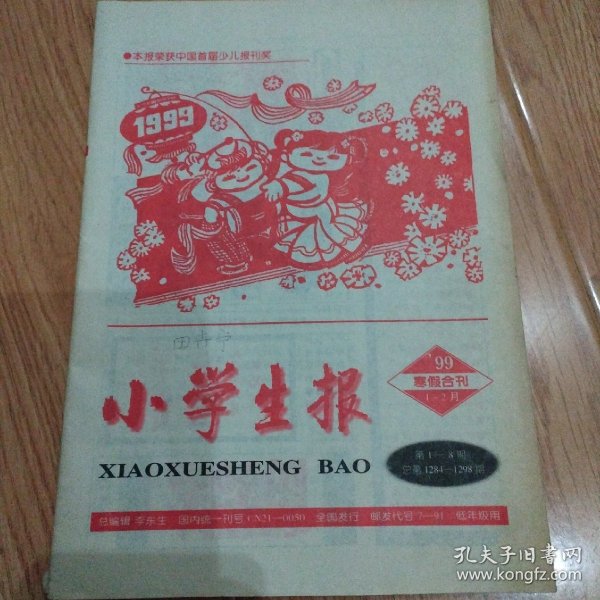 ●本报荣获中国首届少儿报刊奖
1999
'99
寒假合刊
1-2月
小学生报
XIAOXUESHENG BAO
第1—8期
总第1284—1298期
总编辑 李东生 国内统一刊号CN21—0050 全国发行 邮发代号7—91 低年级用
孔夫子旧书网
www.kongfz.com